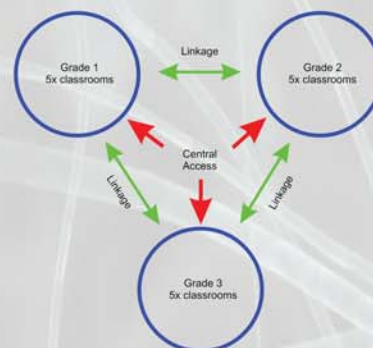 Linkage
Grade 1
5x classrooms
Grade 2
5x classrooms
Central
Access
Linkage
Linkage
Grade 3
5x classrooms